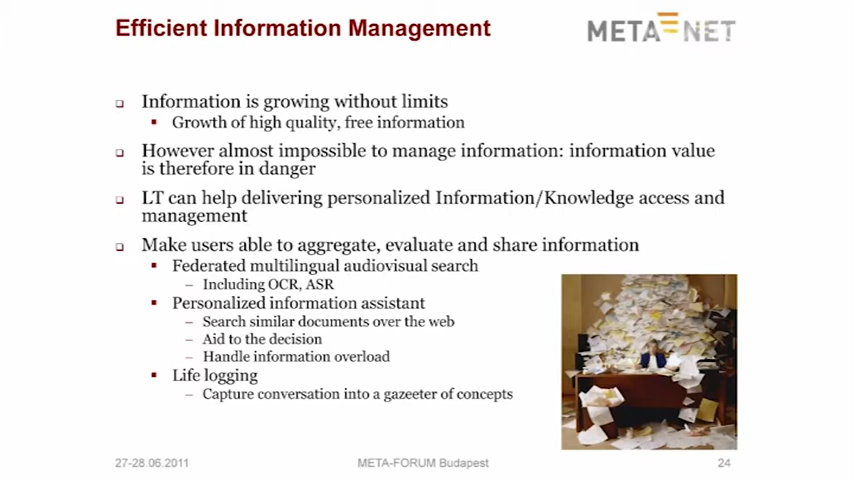 Efficient Information Management
META NET
Information is growing without limits
Growth of high quality, free information
However almost impossible to manage information: information value
is therefore in danger
LT can help delivering personalized Information/Knowledge access and
management
Make users able to aggregate, evaluate and share information
Federated multilingual audiovisual search
– Including OCR, ASR
Personalized information assistant
– Search similar documents over the web
– Aid to the decision
– Handle information overload
Life logging
– Capture conversation into a gazeeter of concepts
27-28.06.2011
META-FORUM Budapest
24